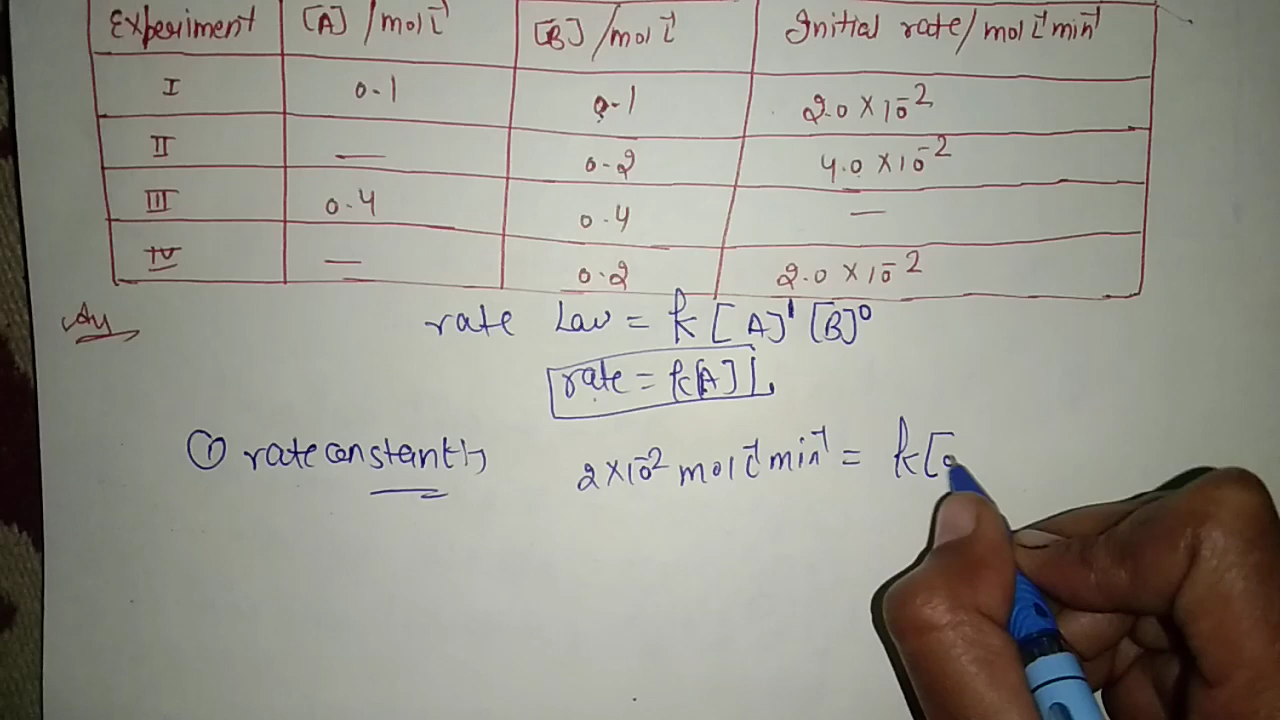 Experiment [A] /mol L⁻¹ [B] /mol L⁻¹ Initial rate/mol L⁻¹ min⁻¹
I 0.1 0.1 2.0 × 10⁻²
II — 0.2 4.0 × 10⁻²
III 0.4 0.4 —
IV — 0.2 2.0 × 10⁻²
rate Law = k [A]¹ [B]⁰
rate = k[A]
① rate constant 2×10⁻² mol L⁻¹ min⁻¹ = k[0